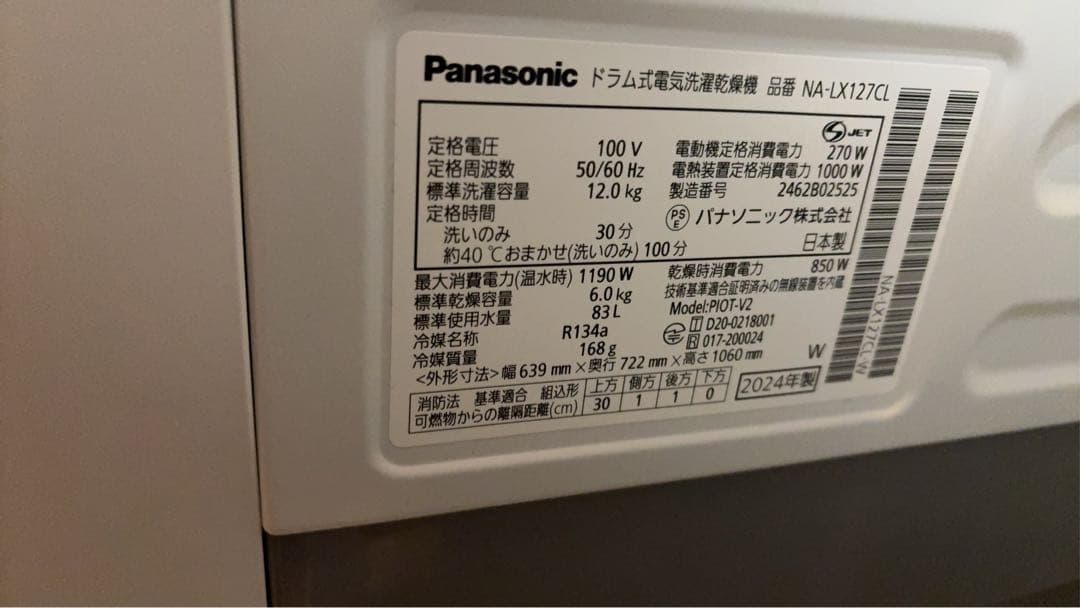 Panasonic ドラム式電気洗濯乾燥機 品番 NA-LX127CL
S JET
定格電圧 100 V 電動機定格消費電力 270 W
定格周波数 50/60 Hz 電熱装置定格消費電力 1000 W
標準洗濯容量 12.0 kg 製造番号 2462B02525
定格時間 PSE パナソニック株式会社
洗いのみ 30 分
約40 ℃おまかせ(洗いのみ) 100 分 日本製
最大消費電力(温水時) 1190 W 乾燥時消費電力 850 W
標準乾燥容量 6.0 kg 技術基準適合証明済みの無線装置を内蔵
標準使用水量 83 L Model:PIOT-V2
冷媒名称 R134a T D20-0218001
冷媒質量 168 g R 017-200024
<外形寸法>幅 639 mm×奥行 722 mm×高さ 1060 mm W
消防法 基準適合 組込形 上方 側方 後方 下方 2024年製
可燃物からの離隔距離(cm) 30 1 1 0
NA-LX127CL-W